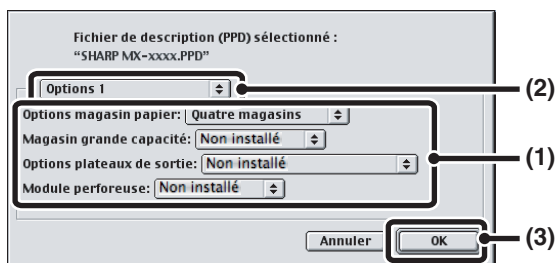 Fichier de description (PPD) sélectionné :
“SHARP MX-xxxx.PPD”
Options 1 (2)
Options magasin papier: Quatre magasins
Magasin grande capacité: Non installé
Options plateaux de sortie: Non installé (1)
Module perforeuse: Non installé
Annuler OK (3)